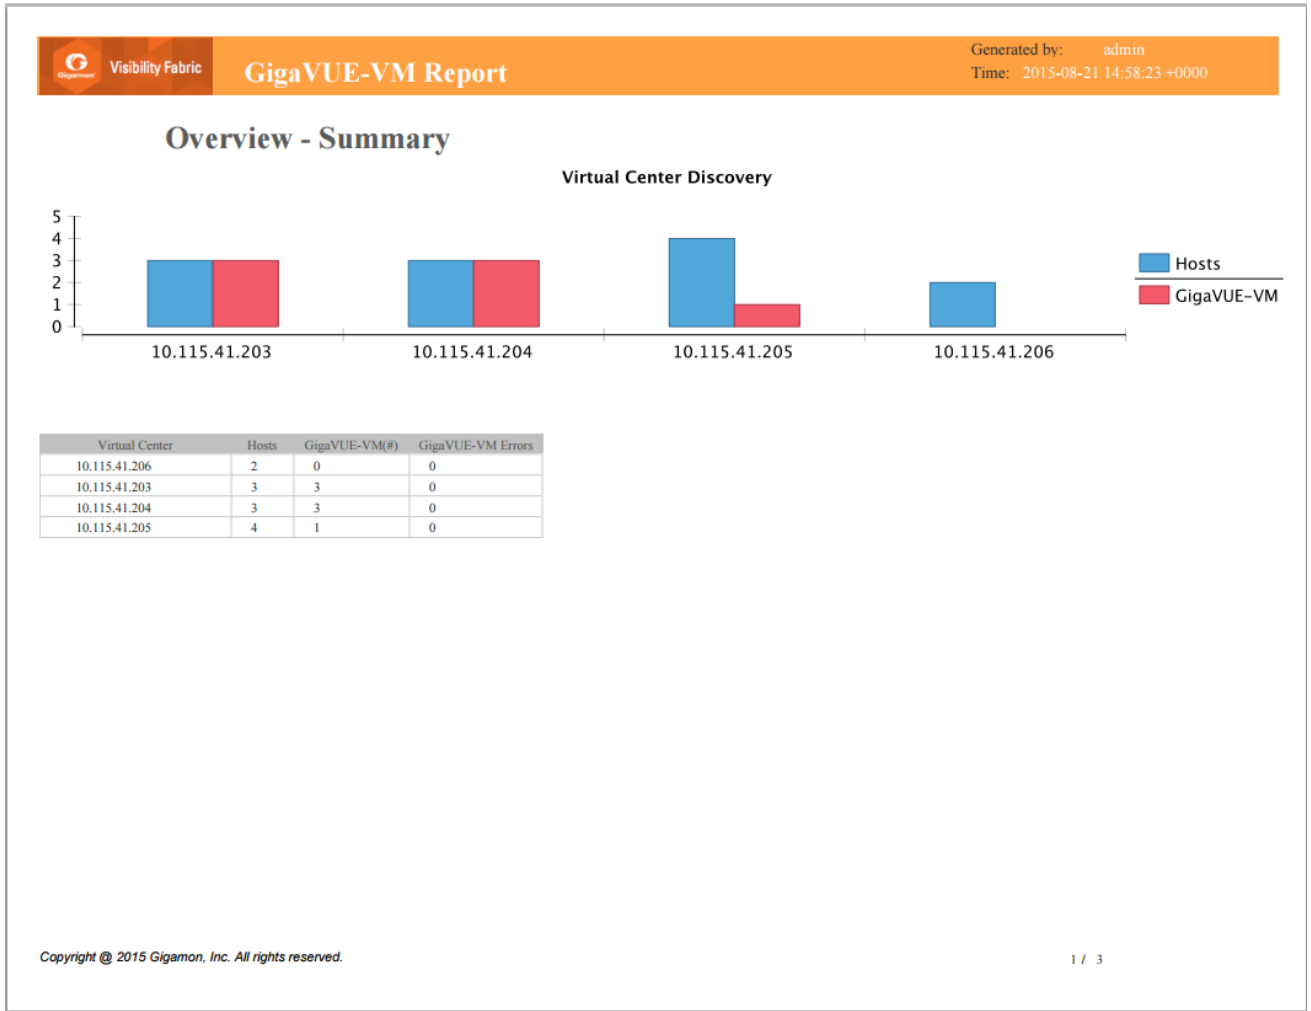 G
Gigamon
Visibility Fabric
GigaVUE-VM Report
Generated by: admin
Time: 2015-08-21 14:58:23 +0000
Overview - Summary
Virtual Center Discovery
5
4
3
2
1
0
10.115.41.203 10.115.41.204 10.115.41.205 10.115.41.206
Hosts
GigaVUE-VM
Virtual Center Hosts GigaVUE-VM(#) GigaVUE-VM Errors
10.115.41.206 2 0 0
10.115.41.203 3 3 0
10.115.41.204 3 3 0
10.115.41.205 4 1 0
Copyright @ 2015 Gigamon, Inc. All rights reserved.
1 / 3